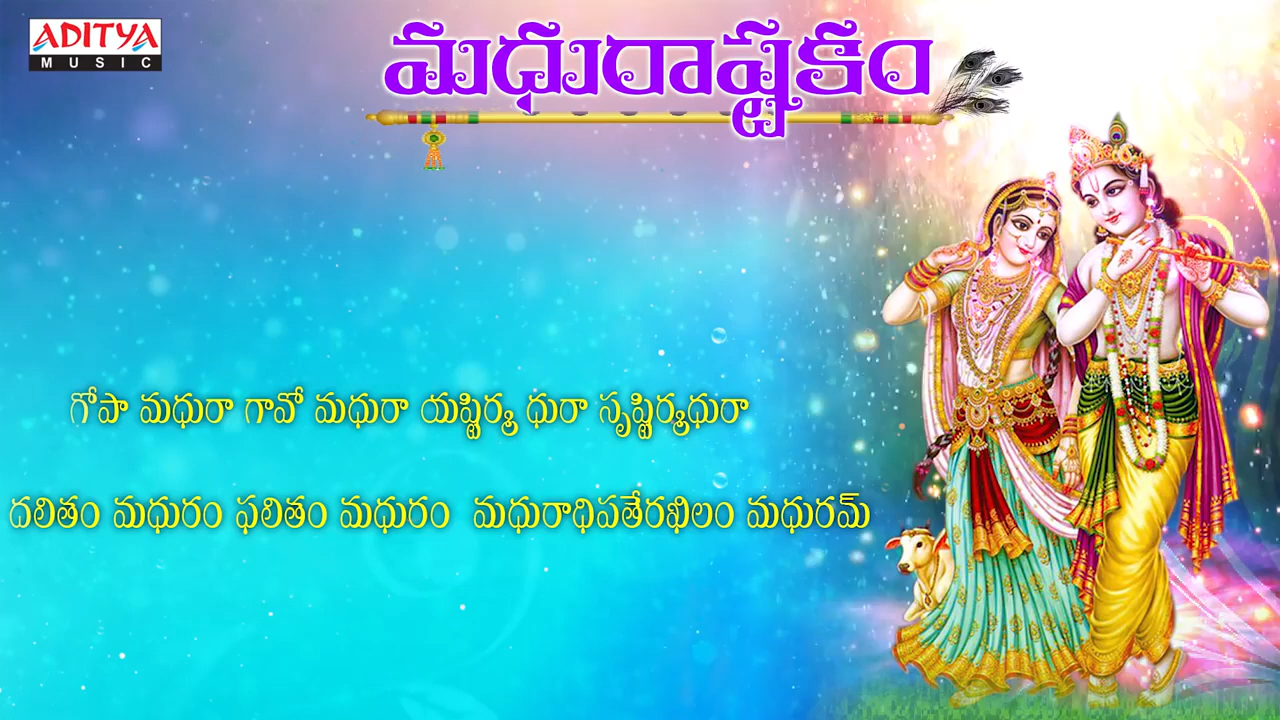 ADITYA
MUSIC
మధురాష్టకం
గోపా మధురా గావో మధురా యష్టిర్మ ధురా సృష్టిర్మధురా
దలితం మధురం ఫలితం మధురం మధురాధిపతేరఖిలం మధురమ్